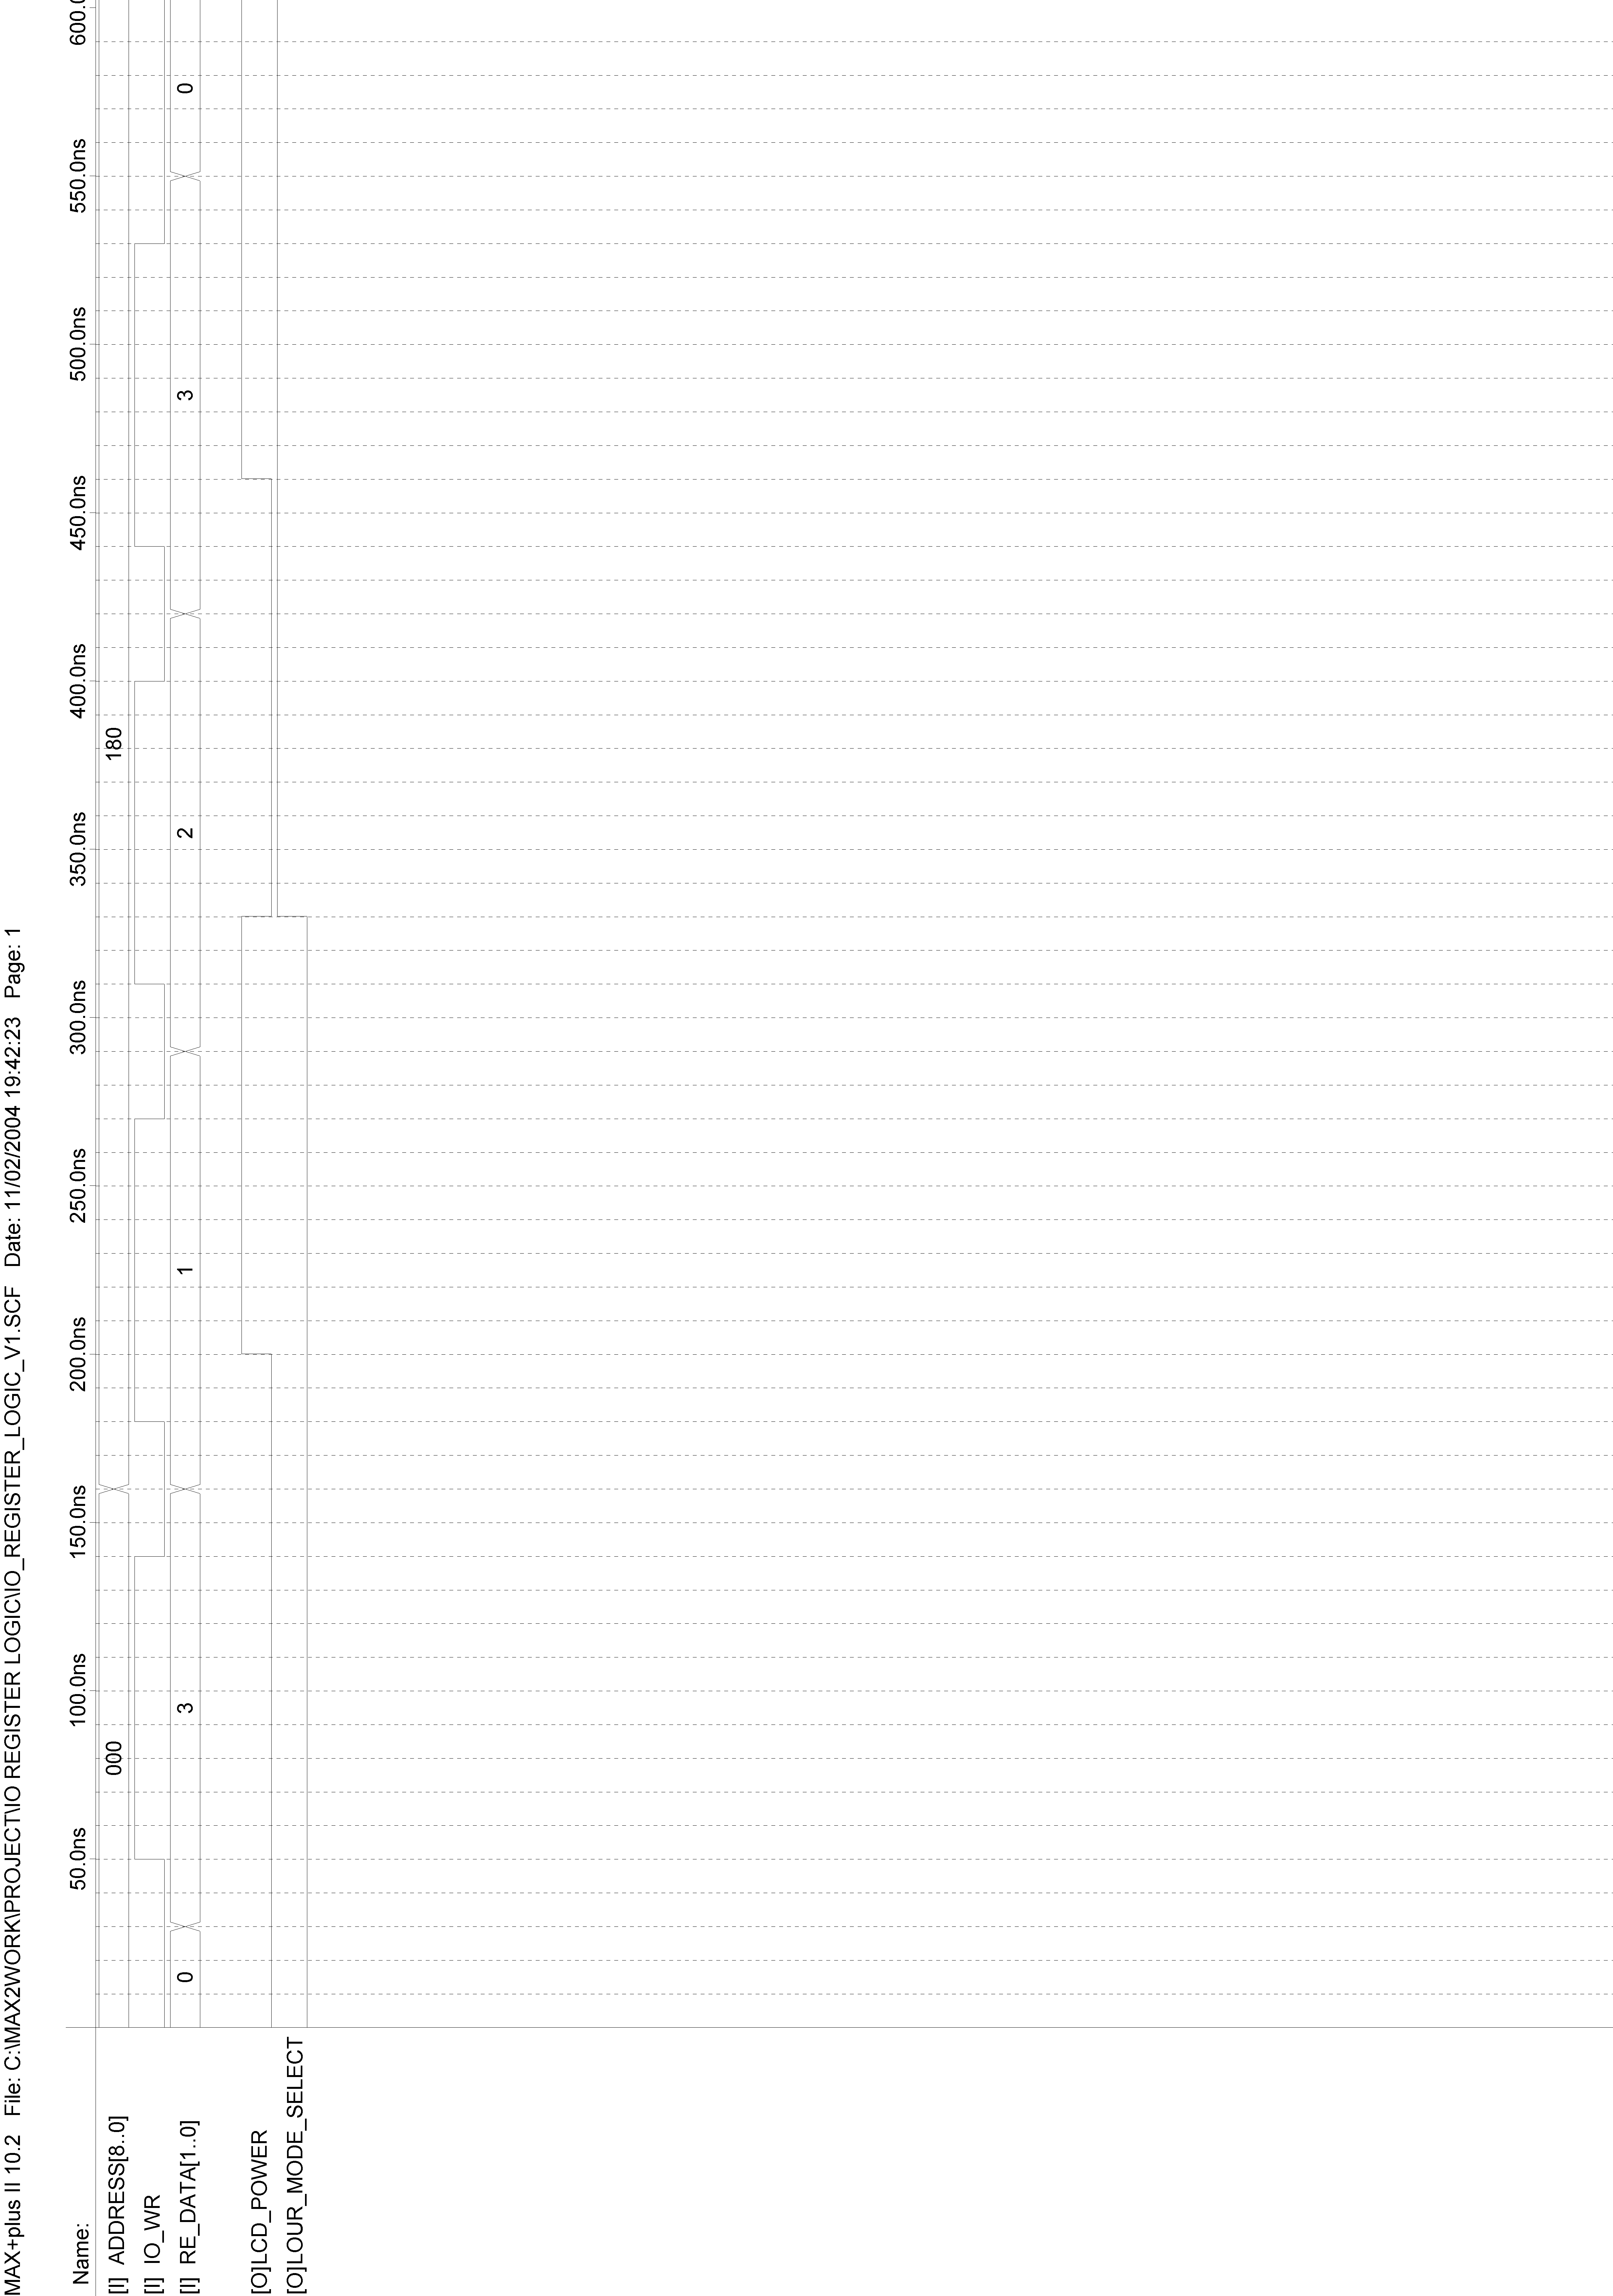 MAX+plus II 10.2 File: C:\MAX2WORK\PROJECT\IO REGISTER LOGIC\IO_REGISTER_LOGIC_V1.SCF Date: 11/02/2004 19:42:23 Page: 1
Name: 50.0ns 100.0ns 150.0ns 200.0ns 250.0ns 300.0ns 350.0ns 400.0ns 450.0ns 500.0ns 550.0ns 600.0
[I] ADDRESS[8..0] 000 180
[I] IO_WR
[I] RE_DATA[1..0] 0 3 1 2 3 0
[O]LCD_POWER
[O]LOUR_MODE_SELECT